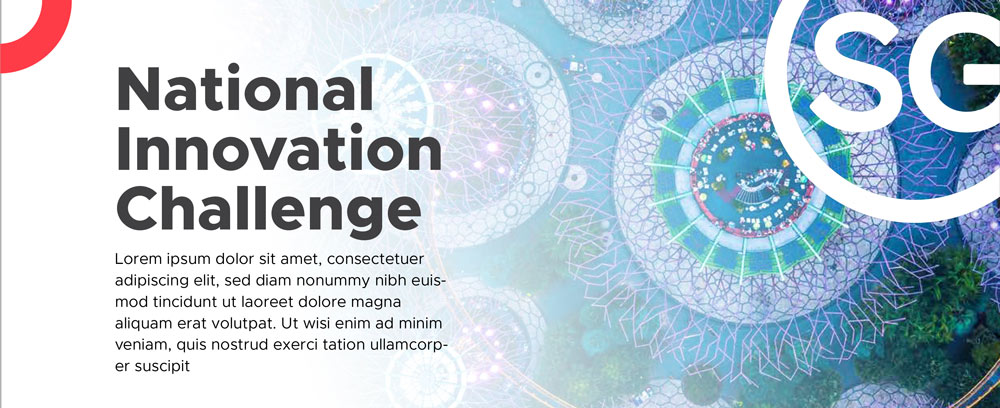 National
Innovation
Challenge
Lorem ipsum dolor sit amet, consectetuer
adipiscing elit, sed diam nonummy nibh euis-
mod tincidunt ut laoreet dolore magna
aliquam erat volutpat. Ut wisi enim ad minim
veniam, quis nostrud exerci tation ullamcorp-
er suscipit
SG